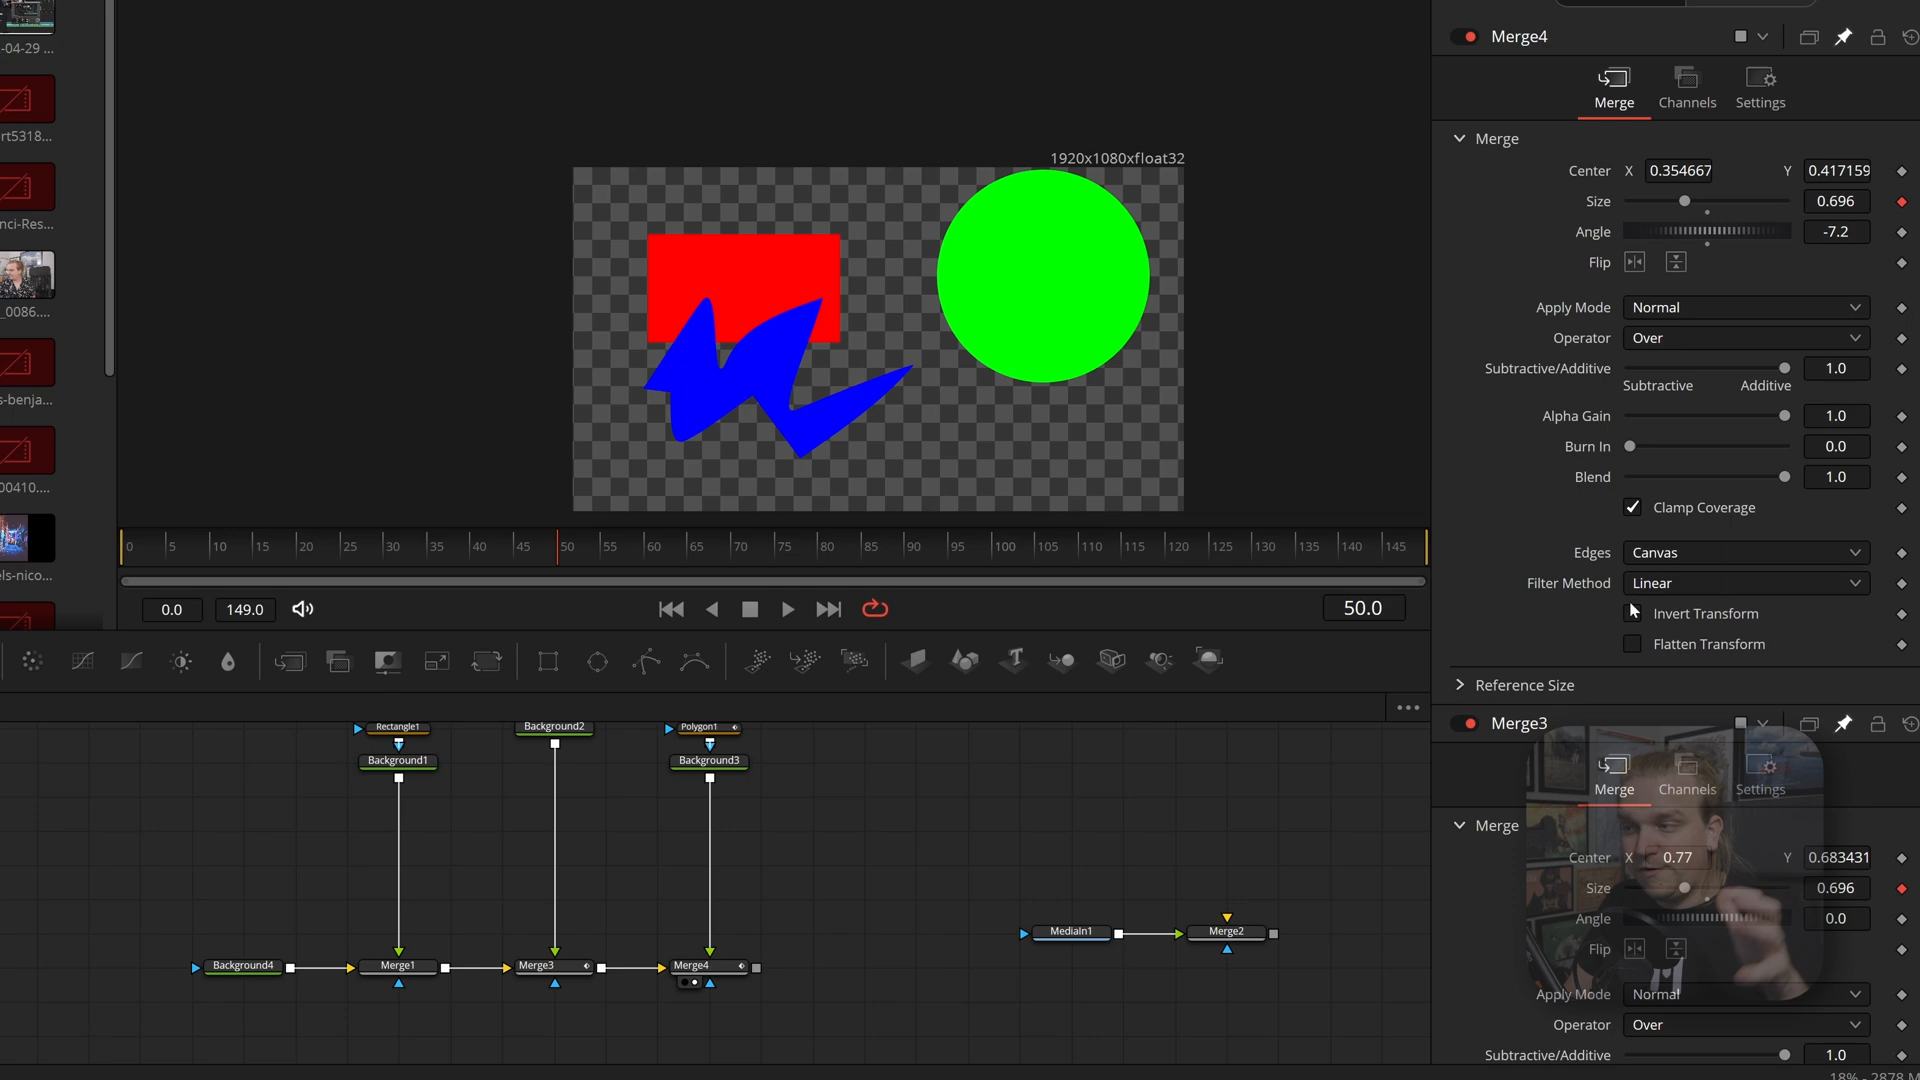 -04-29 ...
rt5318...
nci-Res...
_0086....
s-benja...
00410....
els-nico...
1920x1080xfloat32
0 5 10 15 20 25 30 35 40 45 50 55 60 65 70 75 80 85 90 95 100 105 110 115 120 125 130 135 140 145
0.0 149.0 50.0
Rectangle1 Background2 Polygon1
Background1 Background3
MediaIn1 Merge2
Background4 Merge1 Merge3 Merge4
Merge4
Merge Channels Settings
Merge
Center X 0.354667 Y 0.417159
Size 0.696
Angle -7.2
Flip
Apply Mode Normal
Operator Over
Subtractive/Additive 1.0
Subtractive Additive
Alpha Gain 1.0
Burn In 0.0
Blend 1.0
Clamp Coverage
Edges Canvas
Filter Method Linear
Invert Transform
Flatten Transform
Reference Size
Merge3
Merge Channels Settings
Merge
Center X 0.77 Y 0.683431
Size 0.696
Angle 0.0
Flip
Apply Mode Normal
Operator Over
Subtractive/Additive 1.0
18% - 2878 M